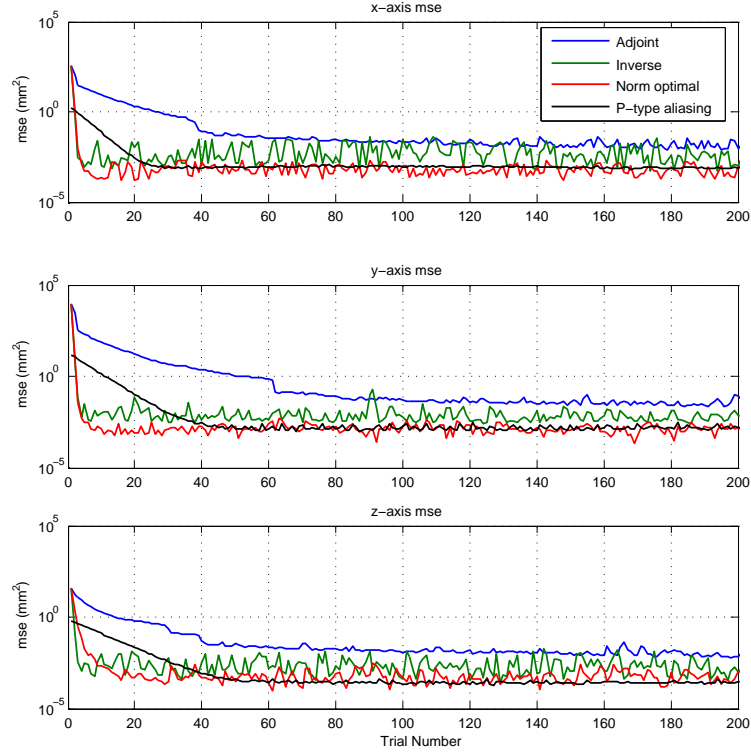 x−axis mse
10^5
10^0
10^−5
mse (mm^2)
Adjoint
Inverse
Norm optimal
P−type aliasing
0 20 40 60 80 100 120 140 160 180 200
y−axis mse
10^5
10^0
10^−5
mse (mm^2)
0 20 40 60 80 100 120 140 160 180 200
z−axis mse
10^5
10^0
10^−5
mse (mm^2)
0 20 40 60 80 100 120 140 160 180 200
Trial Number